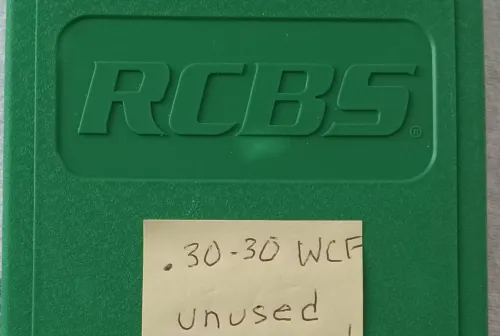 RCBS®
.30-30 WCF
unused